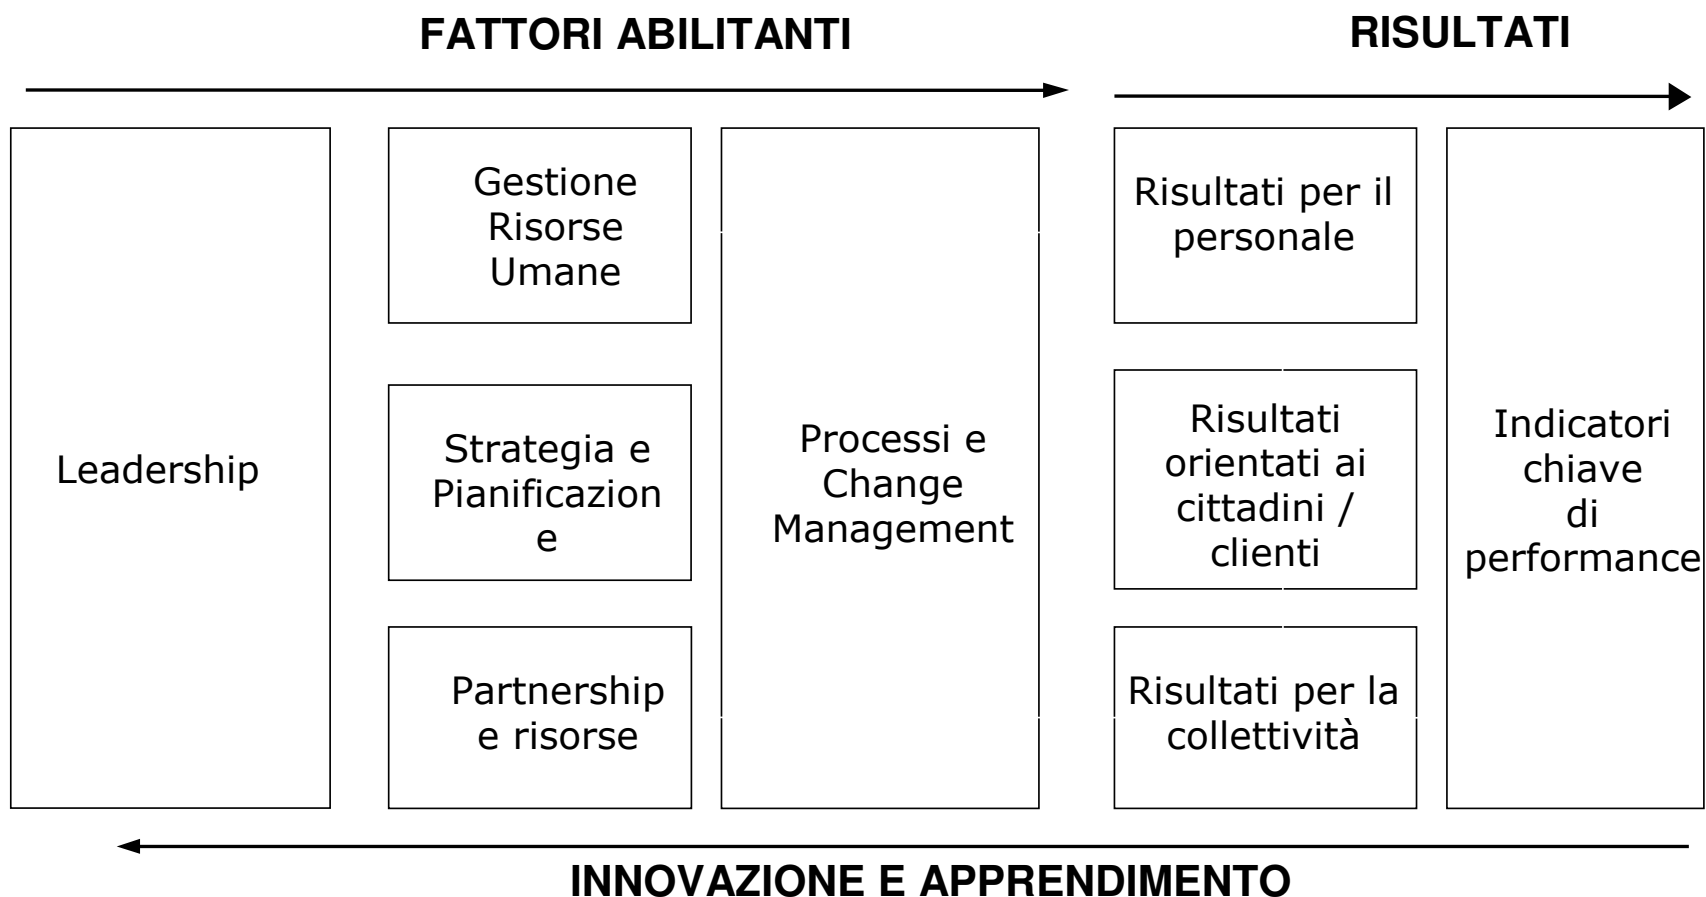 FATTORI ABILITANTI
RISULTATI
Leadership
Gestione
Risorse
Umane
Strategia e
Pianificazion
e
Partnership
e risorse
Processi e
Change
Management
Risultati per il
personale
Risultati
orientati ai
cittadini /
clienti
Risultati per la
collettività
Indicatori
chiave
di
performance
INNOVAZIONE E APPRENDIMENTO